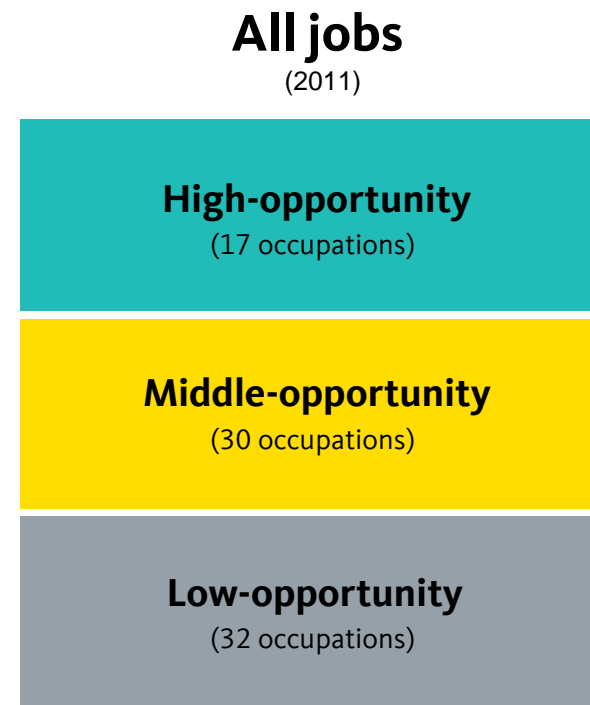 All jobs
(2011)
High-opportunity
(17 occupations)
Middle-opportunity
(30 occupations)
Low-opportunity
(32 occupations)